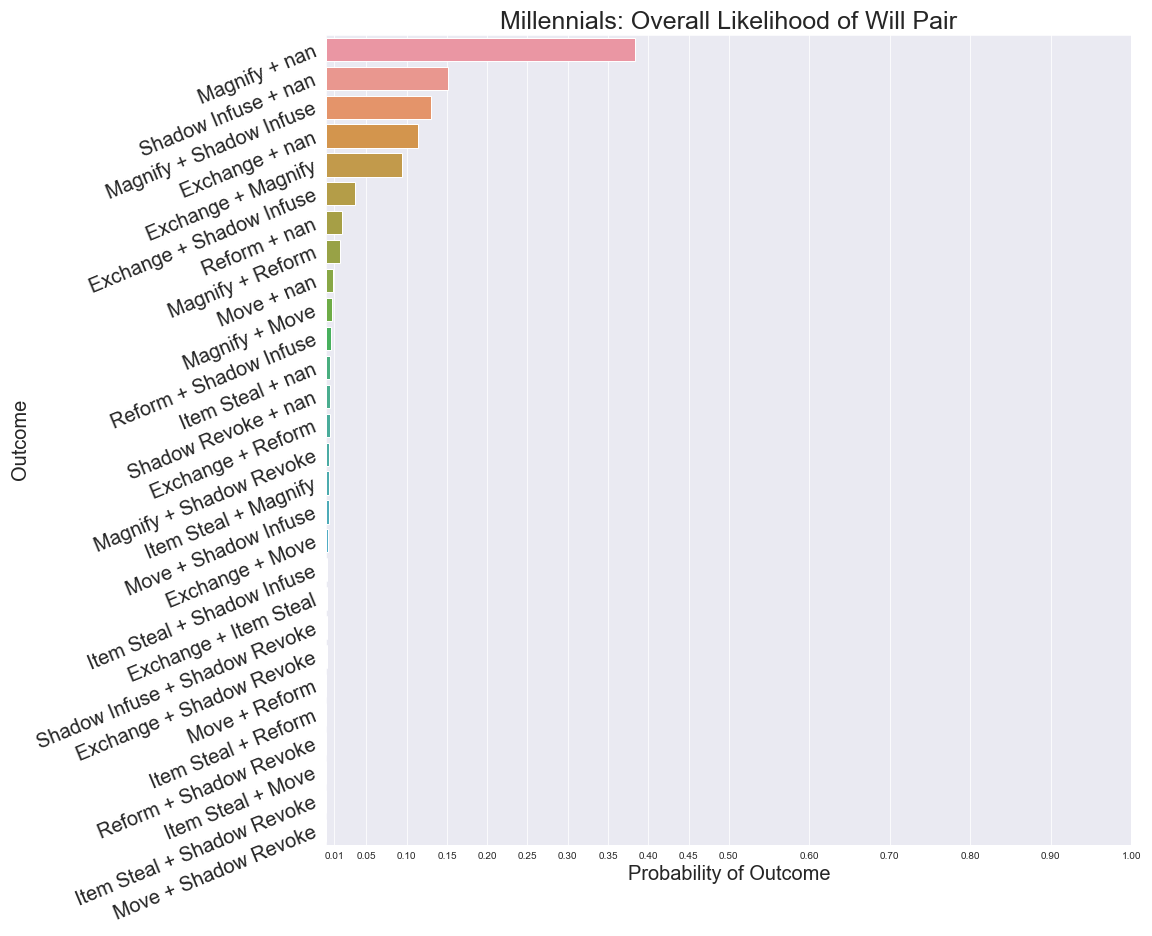 Millennials: Overall Likelihood of Will Pair
Magnify + nan
Shadow Infuse + nan
Magnify + Shadow Infuse
Exchange + nan
Exchange + Magnify
Exchange + Shadow Infuse
Reform + nan
Magnify + Reform
Move + nan
Magnify + Move
Reform + Shadow Infuse
Item Steal + nan
Shadow Revoke + nan
Exchange + Reform
Magnify + Shadow Revoke
Item Steal + Magnify
Move + Shadow Infuse
Exchange + Move
Item Steal + Shadow Infuse
Exchange + Item Steal
Shadow Infuse + Shadow Revoke
Exchange + Shadow Revoke
Move + Reform
Item Steal + Reform
Reform + Shadow Revoke
Item Steal + Move
Item Steal + Shadow Revoke
Move + Shadow Revoke
Outcome
0.01 0.05 0.10 0.15 0.20 0.25 0.30 0.35 0.40 0.45 0.50 0.60 0.70 0.80 0.90 1.00
Probability of Outcome